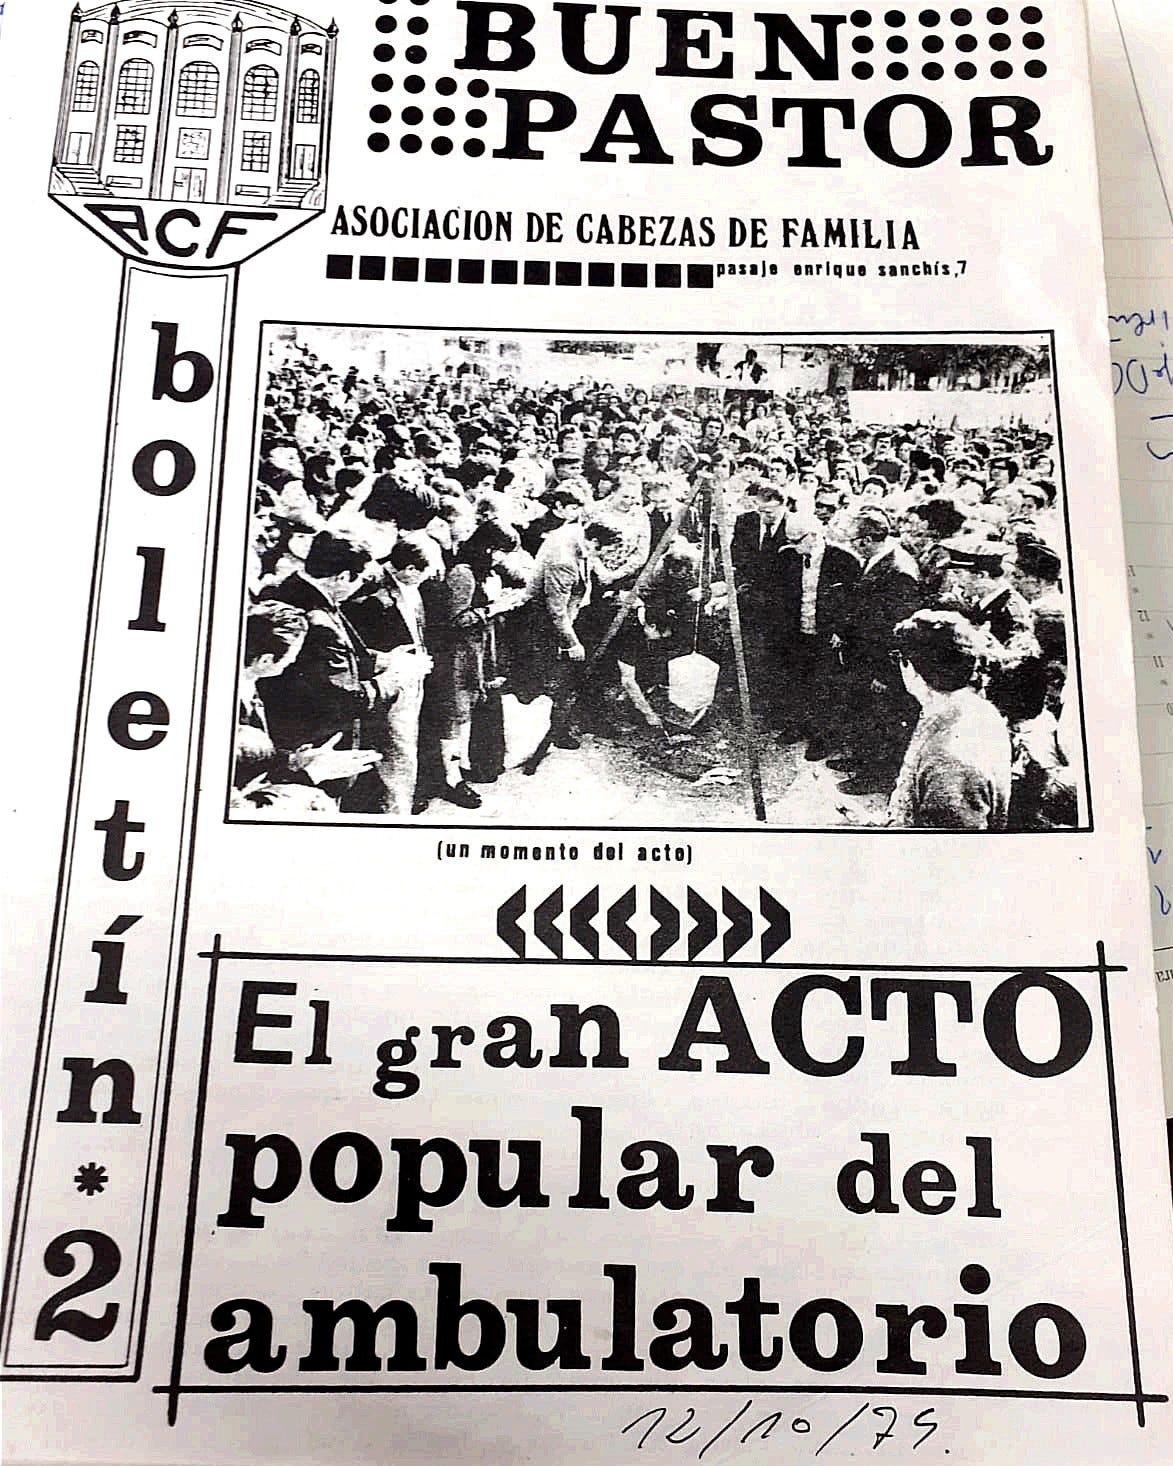 BUEN
PASTOR
ACF
ASOCIACION DE CABEZAS DE FAMILIA
pasaje enrique sanchís,7
boletín * 2
(un momento del acto)
El gran ACTO
popular del
ambulatorio
12/10/75.